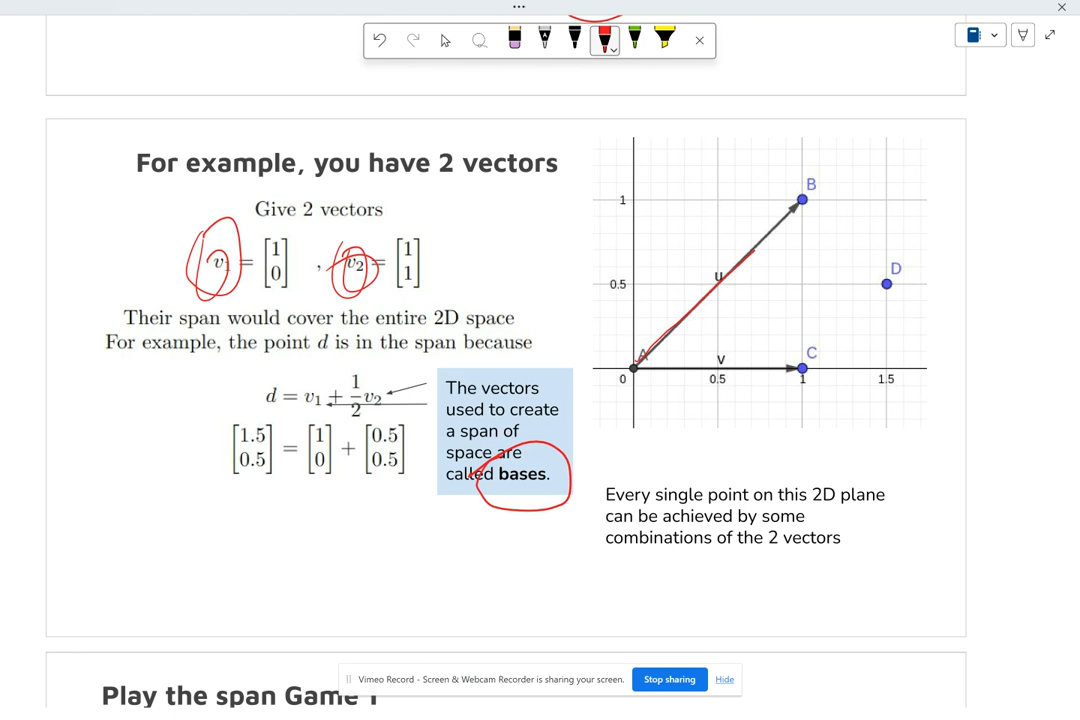 For example, you have 2 vectors
Give 2 vectors
v₁ = [1 0] , v₂ = [1 1]
Their span would cover the entire 2D space
For example, the point d is in the span because
d = v₁ + 1/2 v₂
[1.5 0.5] = [1 0] + [0.5 0.5]
The vectors
used to create
a span of
space are
called bases.
B
1
D
0.5
u
A
v
C
0
0.5
1
1.5
Every single point on this 2D plane
can be achieved by some
combinations of the 2 vectors
Vimeo Record - Screen & Webcam Recorder is sharing your screen.
Stop sharing
Hide
Play the span Game 1